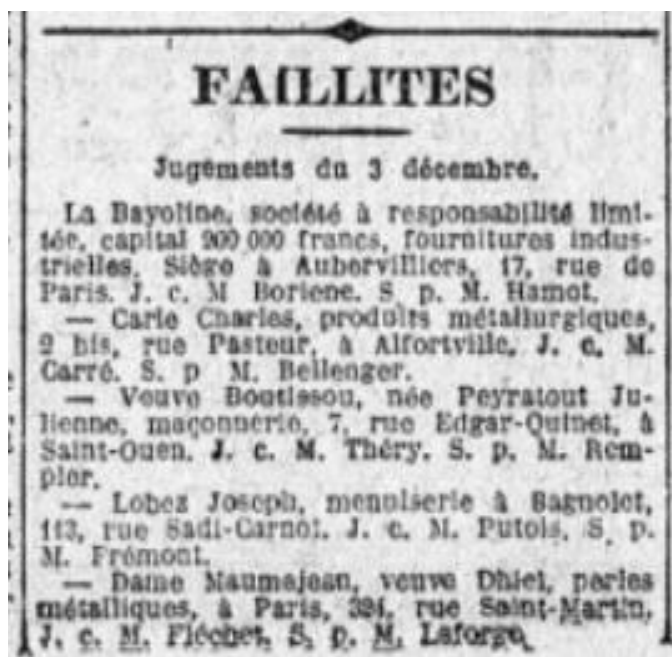 FAILLITES
Jugements du 3 décembre.
La Bayoline, société à responsabilité limi-
tée, capital 900 000 francs, fournitures indus-
trielles. Siège à Aubervilliers, 17, rue de
Paris. J. c. M Boriene. S p. M. Hamot.
— Carle Charles, produits métallurgiques,
2 bis, rue Pasteur, à Alfortville. J. c. M.
Carré. S. p M. Bellenger.
— Veuve Boutissou, née Peyratout Ju-
lienne, maçonnerie, 7, rue Edgar-Quinet, à
Saint-Ouen. J. c. M. Théry. S. p. M. Rem-
pler.
— Lobez Joseph, menuiserie à Bagnolet,
113, rue Sadi-Carnot. J. c. M. Putois. S p.
M. Frémont.
— Dame Maumejean, veuve Dhiet, perles
métalliques, à Paris, 324, rue Saint-Martin.
J. c. M. Fléchet. S. p. M. Laforge.